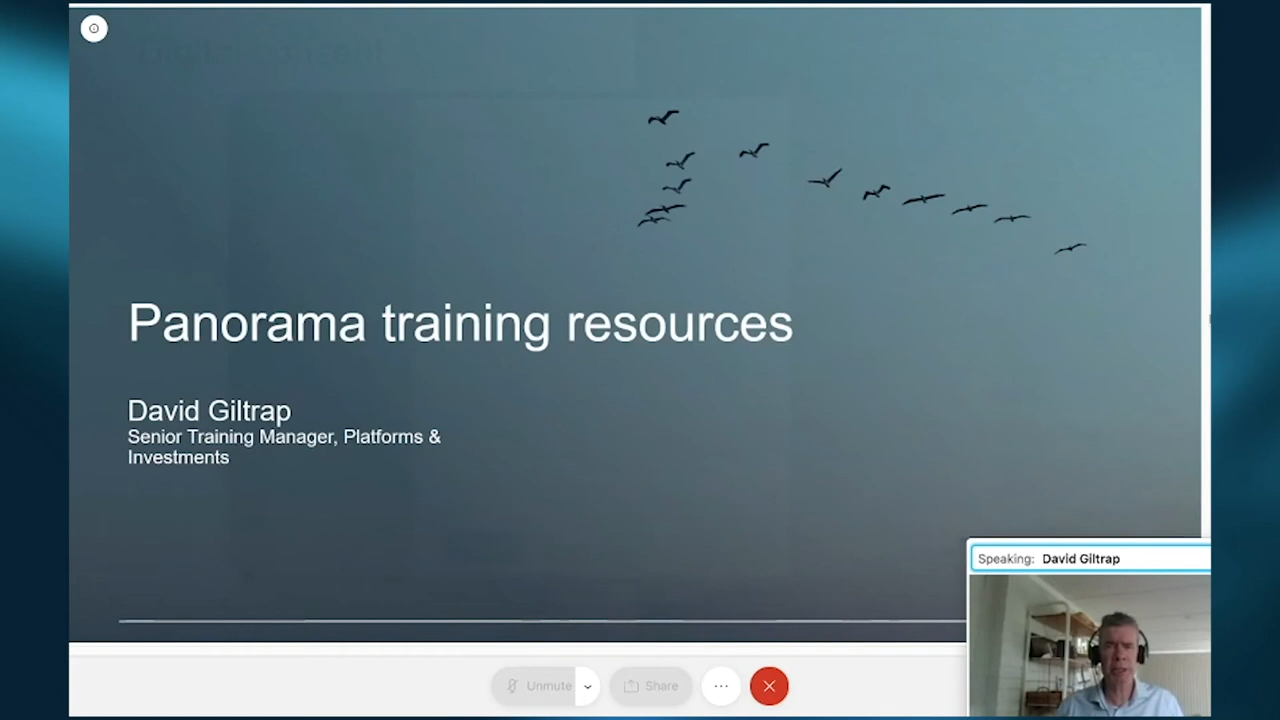 Panorama training resources
David Giltrap
Senior Training Manager, Platforms &
Investments
Speaking: David Giltrap
Unmute
Share